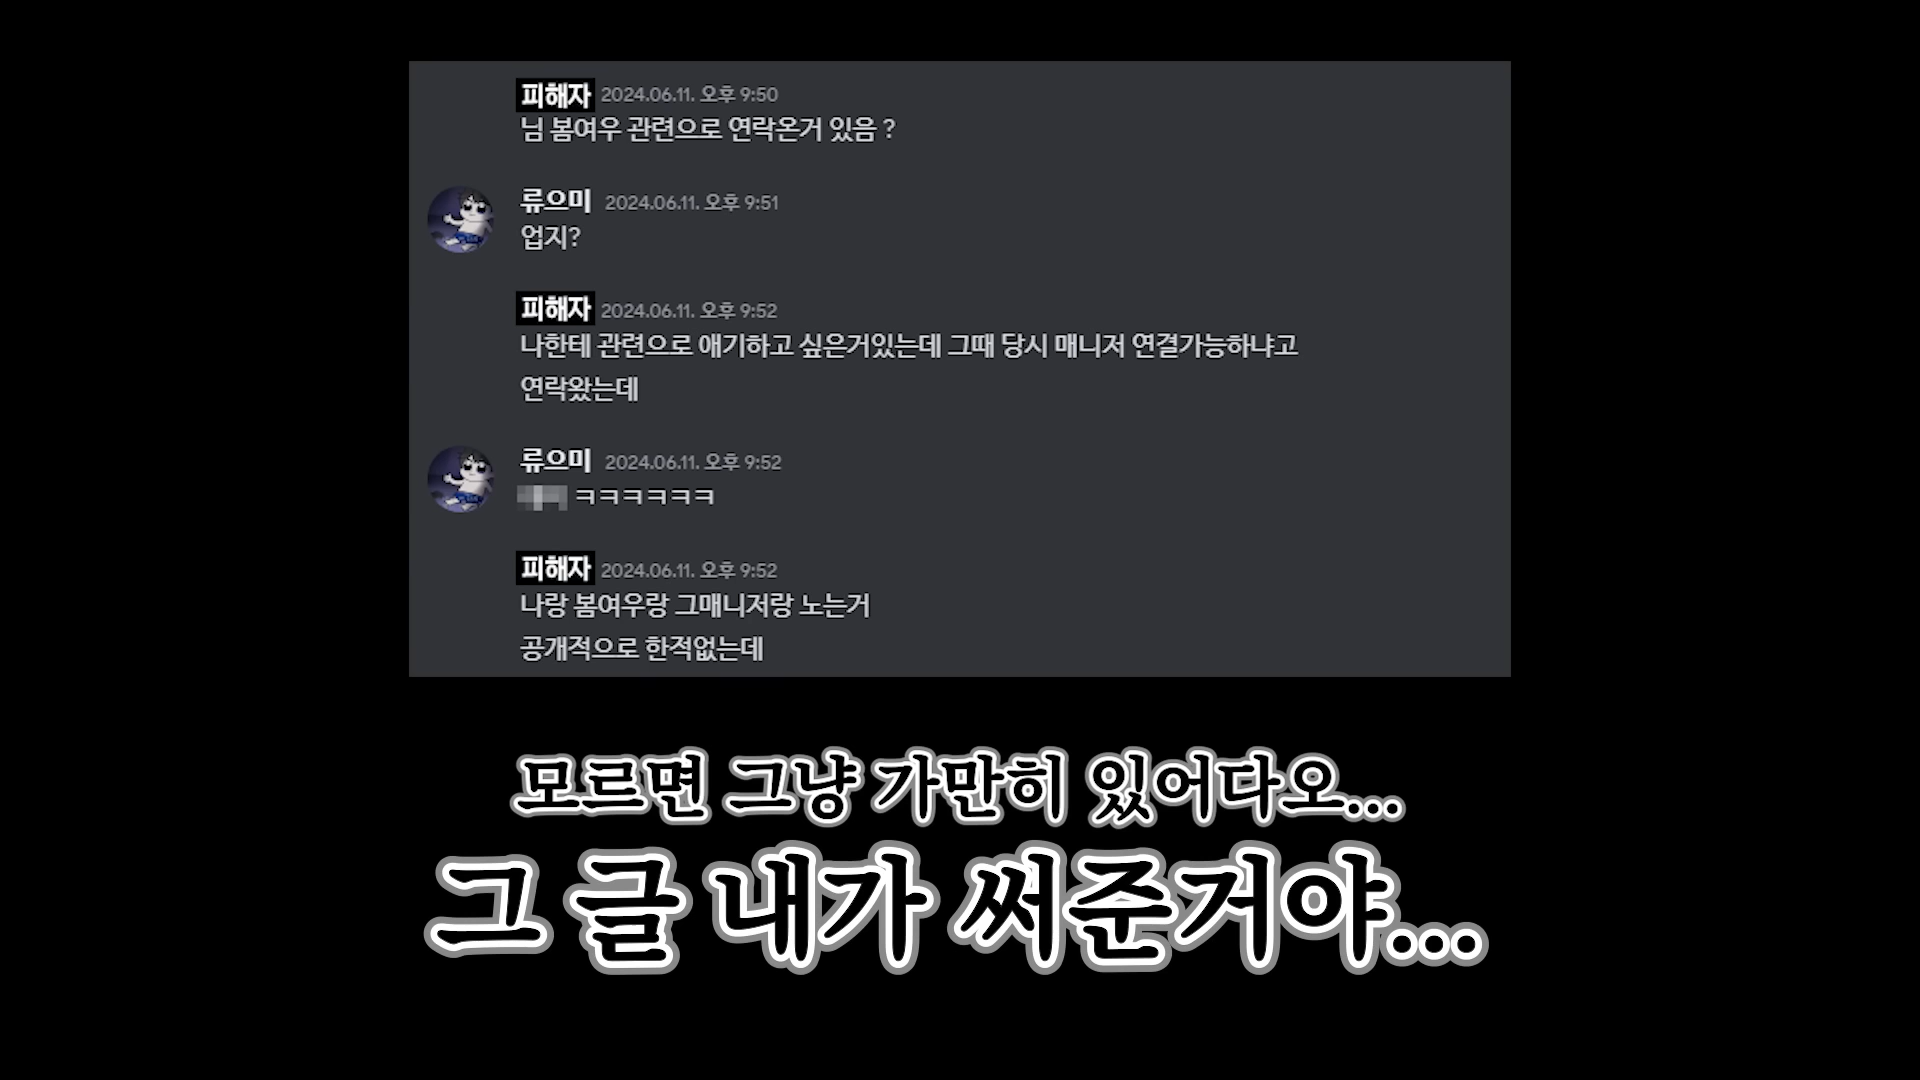 피해자 2024.06.11. 오후 9:50
님 봄여우 관련으로 연락온거 있음 ?
류으미 2024.06.11. 오후 9:51
업지?
피해자 2024.06.11. 오후 9:52
나한테 관련으로 얘기하고 싶은거있는데 그때 당시 매니저 연결가능하냐고
연락왔는데
류으미 2024.06.11. 오후 9:52
ㅋㅋㅋㅋㅋㅋ
피해자 2024.06.11. 오후 9:52
나랑 봄여우랑 그매니저랑 노는거
공개적으로 한적없는데
모르면 그냥 가만히 있어다오...
그 글 내가 써준거야...